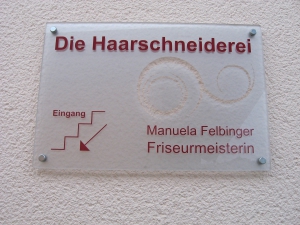 Die Haarschneiderei
Eingang
Manuela Felbinger
Friseurmeisterin